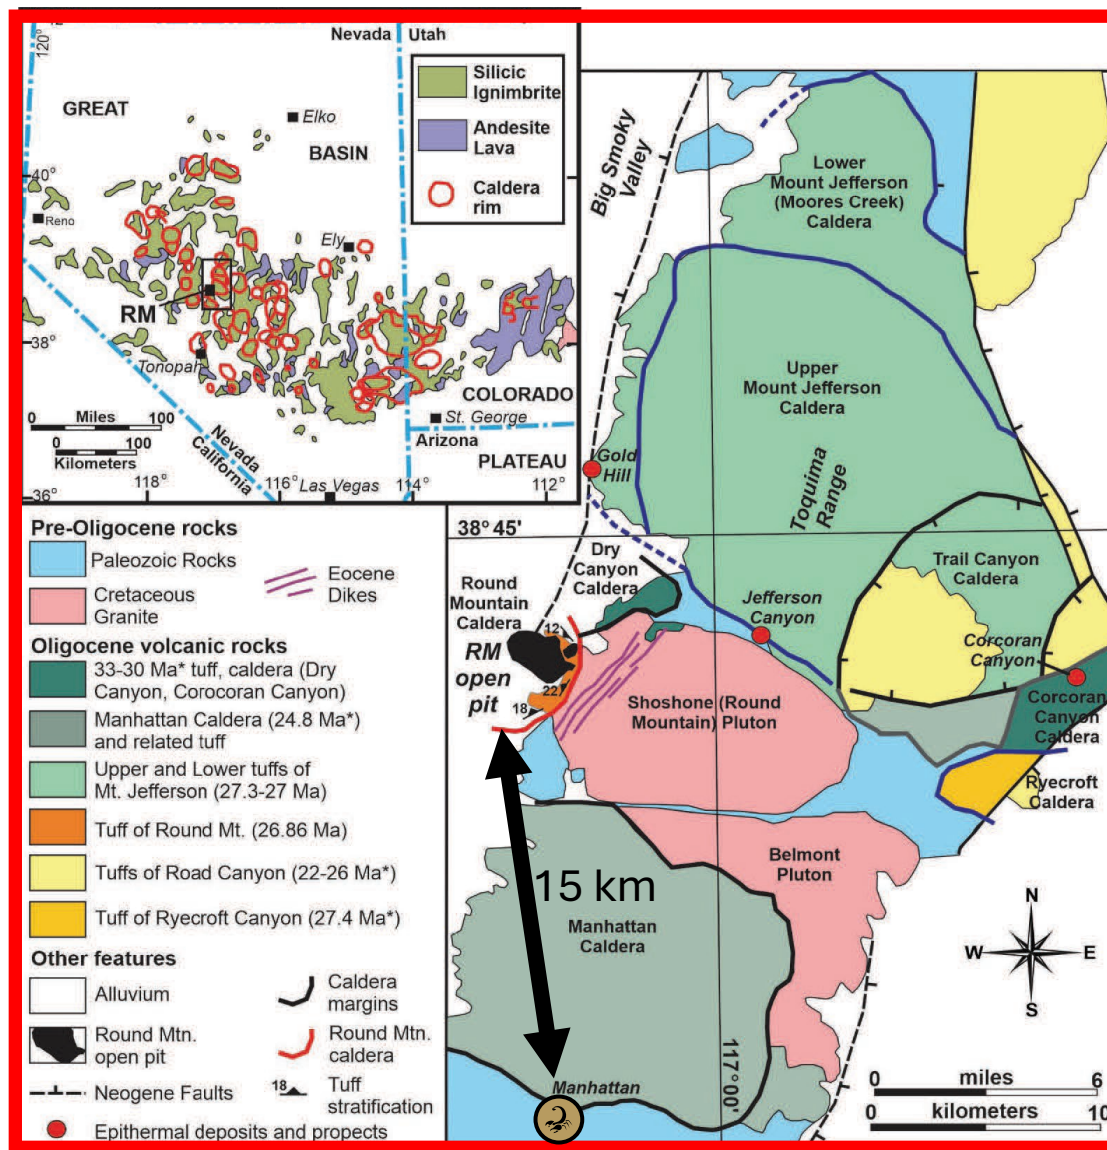 Nevada
Utah
120°
GREAT
Elko
BASIN
40°
Reno
Ely
RM
38°
Tonopah
COLORADO
Miles
0 100
0 100
Kilometers
Nevada
California
St. George
Arizona
PLATEAU
36°
118°
116°
Las Vegas
114°
112°
Silicic
Ignimbrite
Andesite
Lava
Caldera
rim
Pre-Oligocene rocks
Paleozoic Rocks
Cretaceous
Granite
Eocene
Dikes
Oligocene volcanic rocks
33-30 Ma* tuff, caldera (Dry
Canyon, Corocoran Canyon)
Manhattan Caldera (24.8 Ma*)
and related tuff
Upper and Lower tuffs of
Mt. Jefferson (27.3-27 Ma)
Tuff of Round Mt. (26.86 Ma)
Tuffs of Road Canyon (22-26 Ma*)
Tuff of Ryecroft Canyon (27.4 Ma*)
Other features
Alluvium
Caldera
margins
Round Mtn.
open pit
Round Mtn.
caldera
Neogene Faults
18
Tuff
stratification
Epithermal deposits and propects
Big Smoky
Valley
Lower
Mount Jefferson
(Moores Creek)
Caldera
Upper
Mount Jefferson
Caldera
Gold
Hill
Toquima
Range
38° 45'
Dry
Canyon
Caldera
Trail Canyon
Caldera
Round
Mountain
Caldera
Jefferson
Canyon
Corcoran
Canyon
RM
open
pit
12
22
18
Shoshone (Round
Mountain) Pluton
Corcoran
Canyon
Caldera
Ryecroft
Caldera
Belmont
Pluton
15 km
Manhattan
Caldera
N
W E
S
117° 00'
Manhattan
0 miles 6
0 kilometers 10